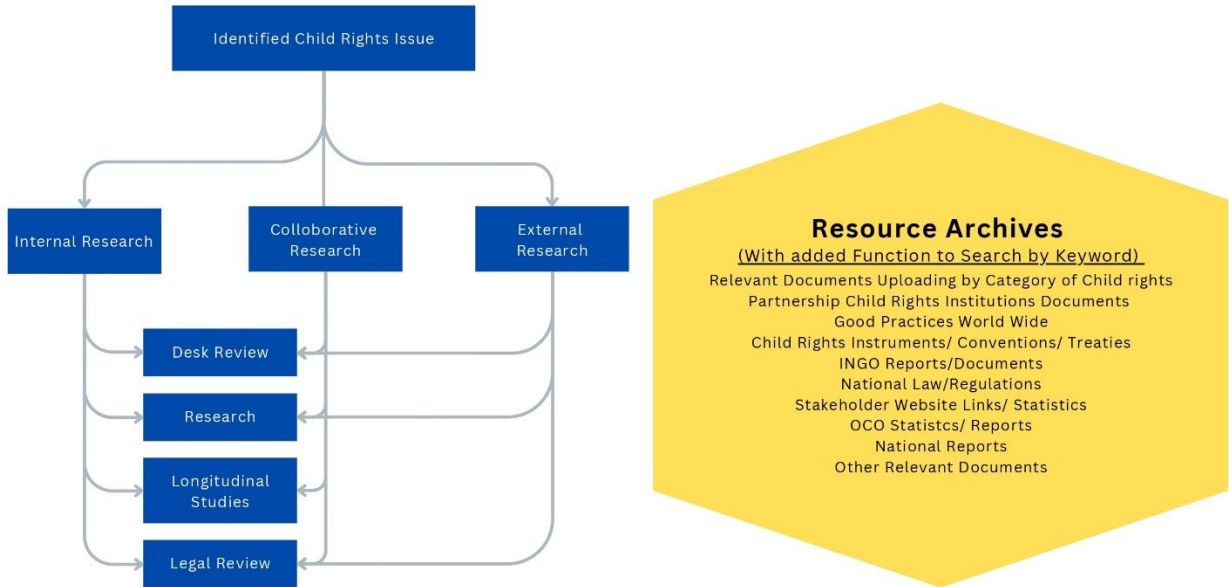 Identified Child Rights Issue
Internal Research
Colloborative
Research
External
Research
Desk Review
Research
Longitudinal
Studies
Legal Review
Resource Archives
(With added Function to Search by Keyword)
Relevant Documents Uploading by Category of Child rights
Partnership Child Rights Institutions Documents
Good Practices World Wide
Child Rights Instruments/ Conventions/ Treaties
INGO Reports/Documents
National Law/Regulations
Stakeholder Website Links/ Statistics
OCO Statistcs/ Reports
National Reports
Other Relevant Documents